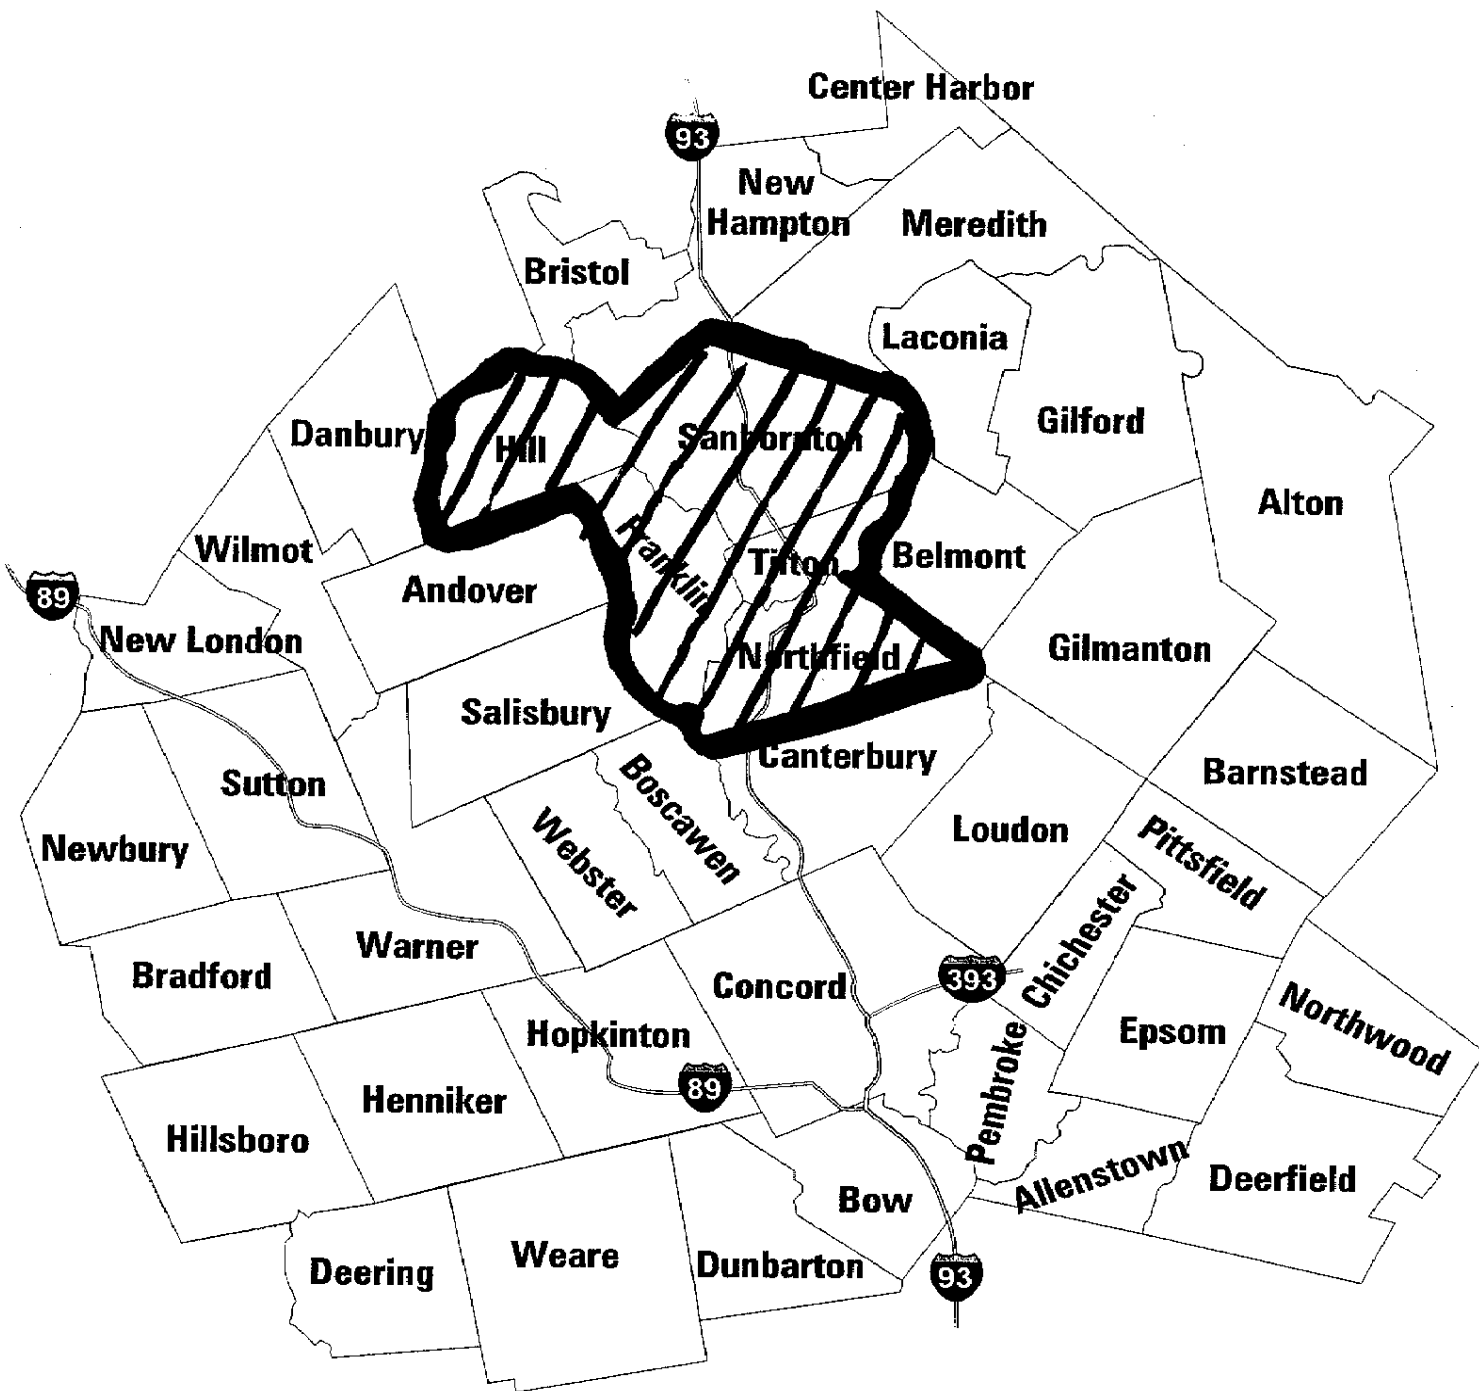 Center Harbor
93
New
Hampton
Meredith
Bristol
Laconia
Gilford
Danbury
Hill
Sanbornton
Alton
Wilmot
Franklin
Tilton
Belmont
Andover
89
New London
Northfield
Gilmanton
Salisbury
Canterbury
Sutton
Boscawen
Barnstead
Newbury
Webster
Loudon
Pittsfield
Warner
Chichester
Bradford
Concord
393
Hopkinton
Epsom
Northwood
Henniker
89
Pembroke
Hillsboro
Allenstown
Deerfield
Bow
Weare
Dunbarton
Deering
93